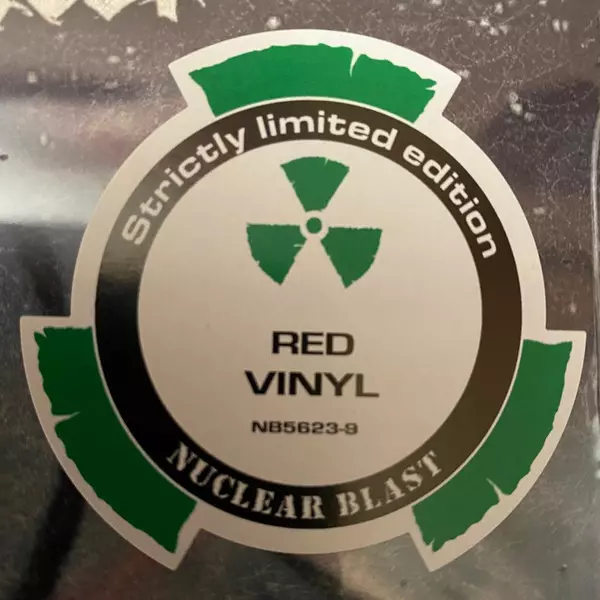 Strictly limited edition
RED
VINYL
NB5623-9
NUCLEAR BLAST